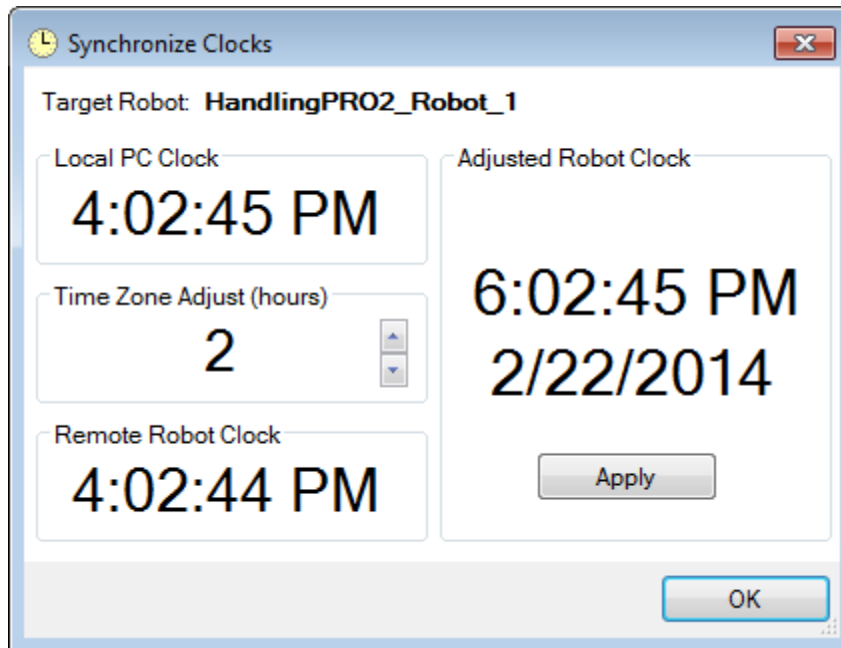 Synchronize Clocks
Target Robot: HandlingPRO2_Robot_1
Local PC Clock
4:02:45 PM
Time Zone Adjust (hours)
2
Remote Robot Clock
4:02:44 PM
Adjusted Robot Clock
6:02:45 PM
2/22/2014
Apply
OK